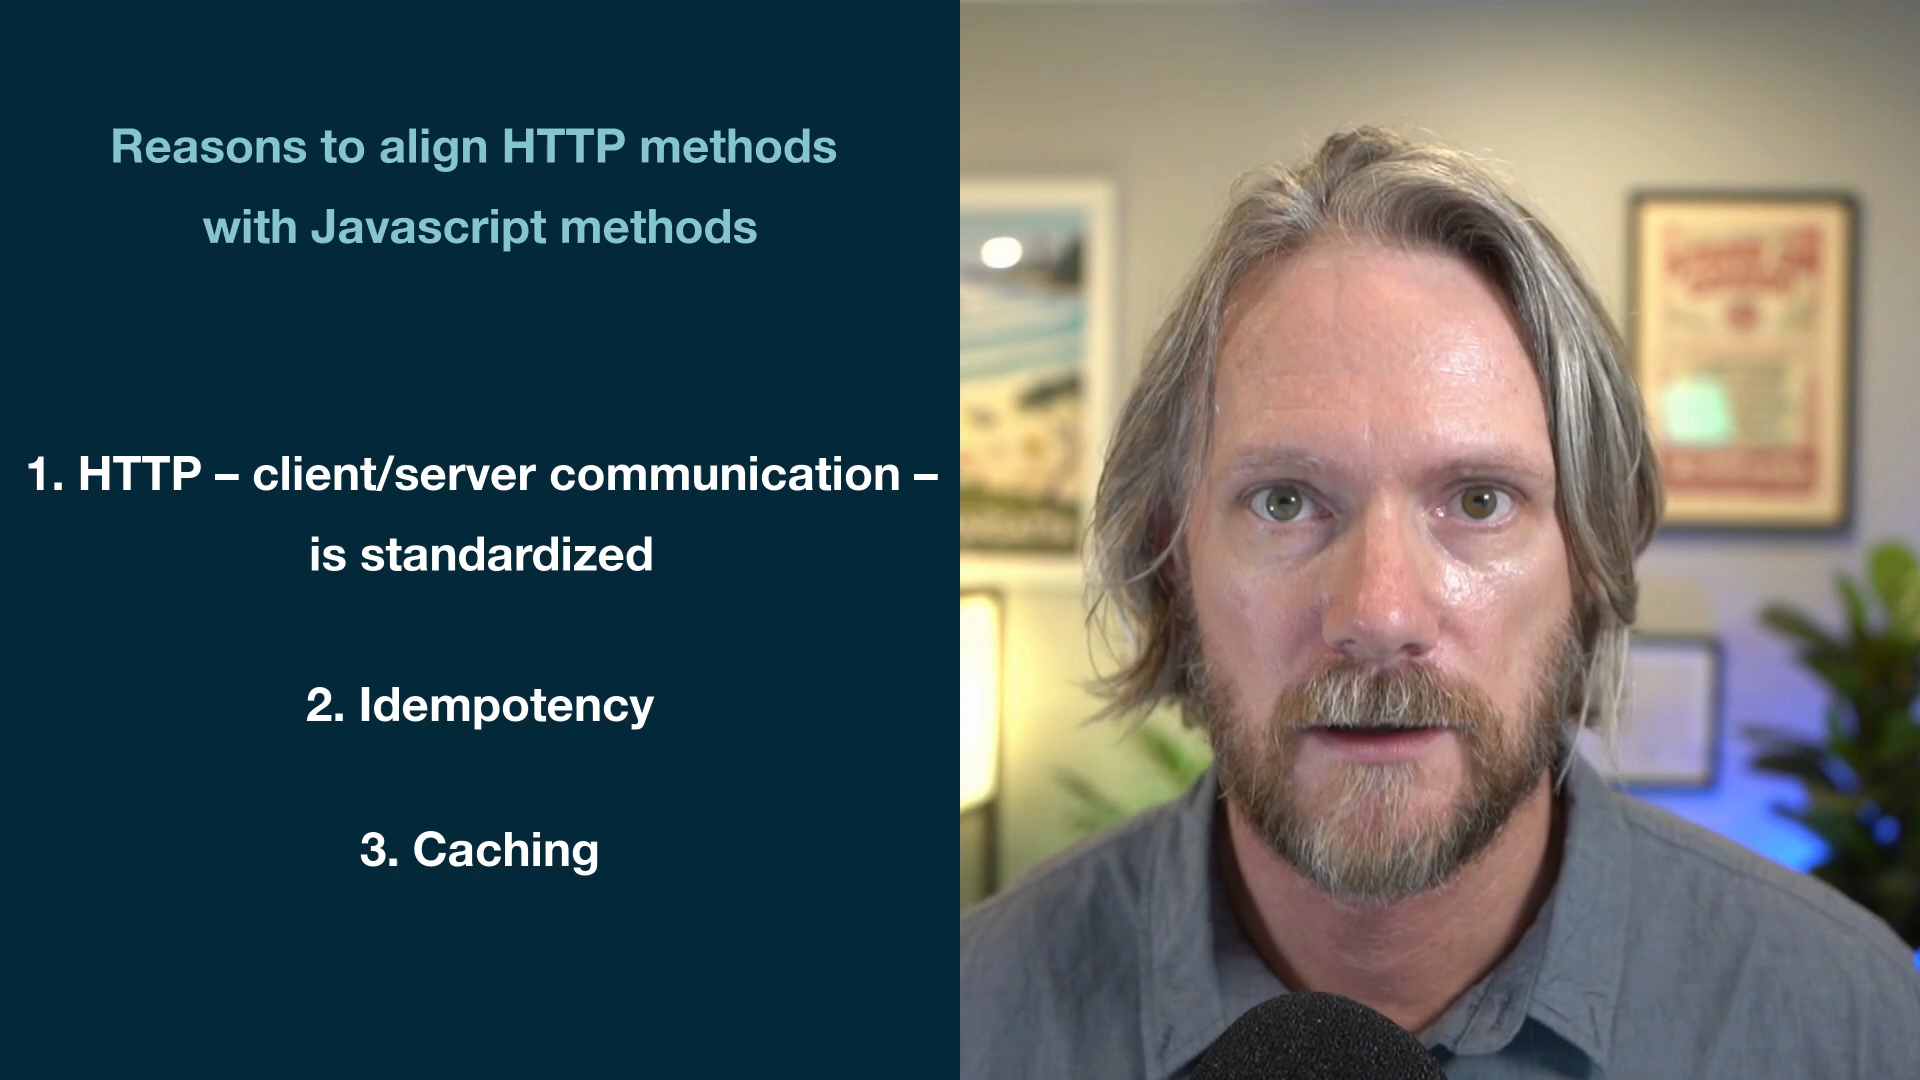 Reasons to align HTTP methods
with Javascript methods
1. HTTP – client/server communication –
is standardized
2. Idempotency
3. Caching